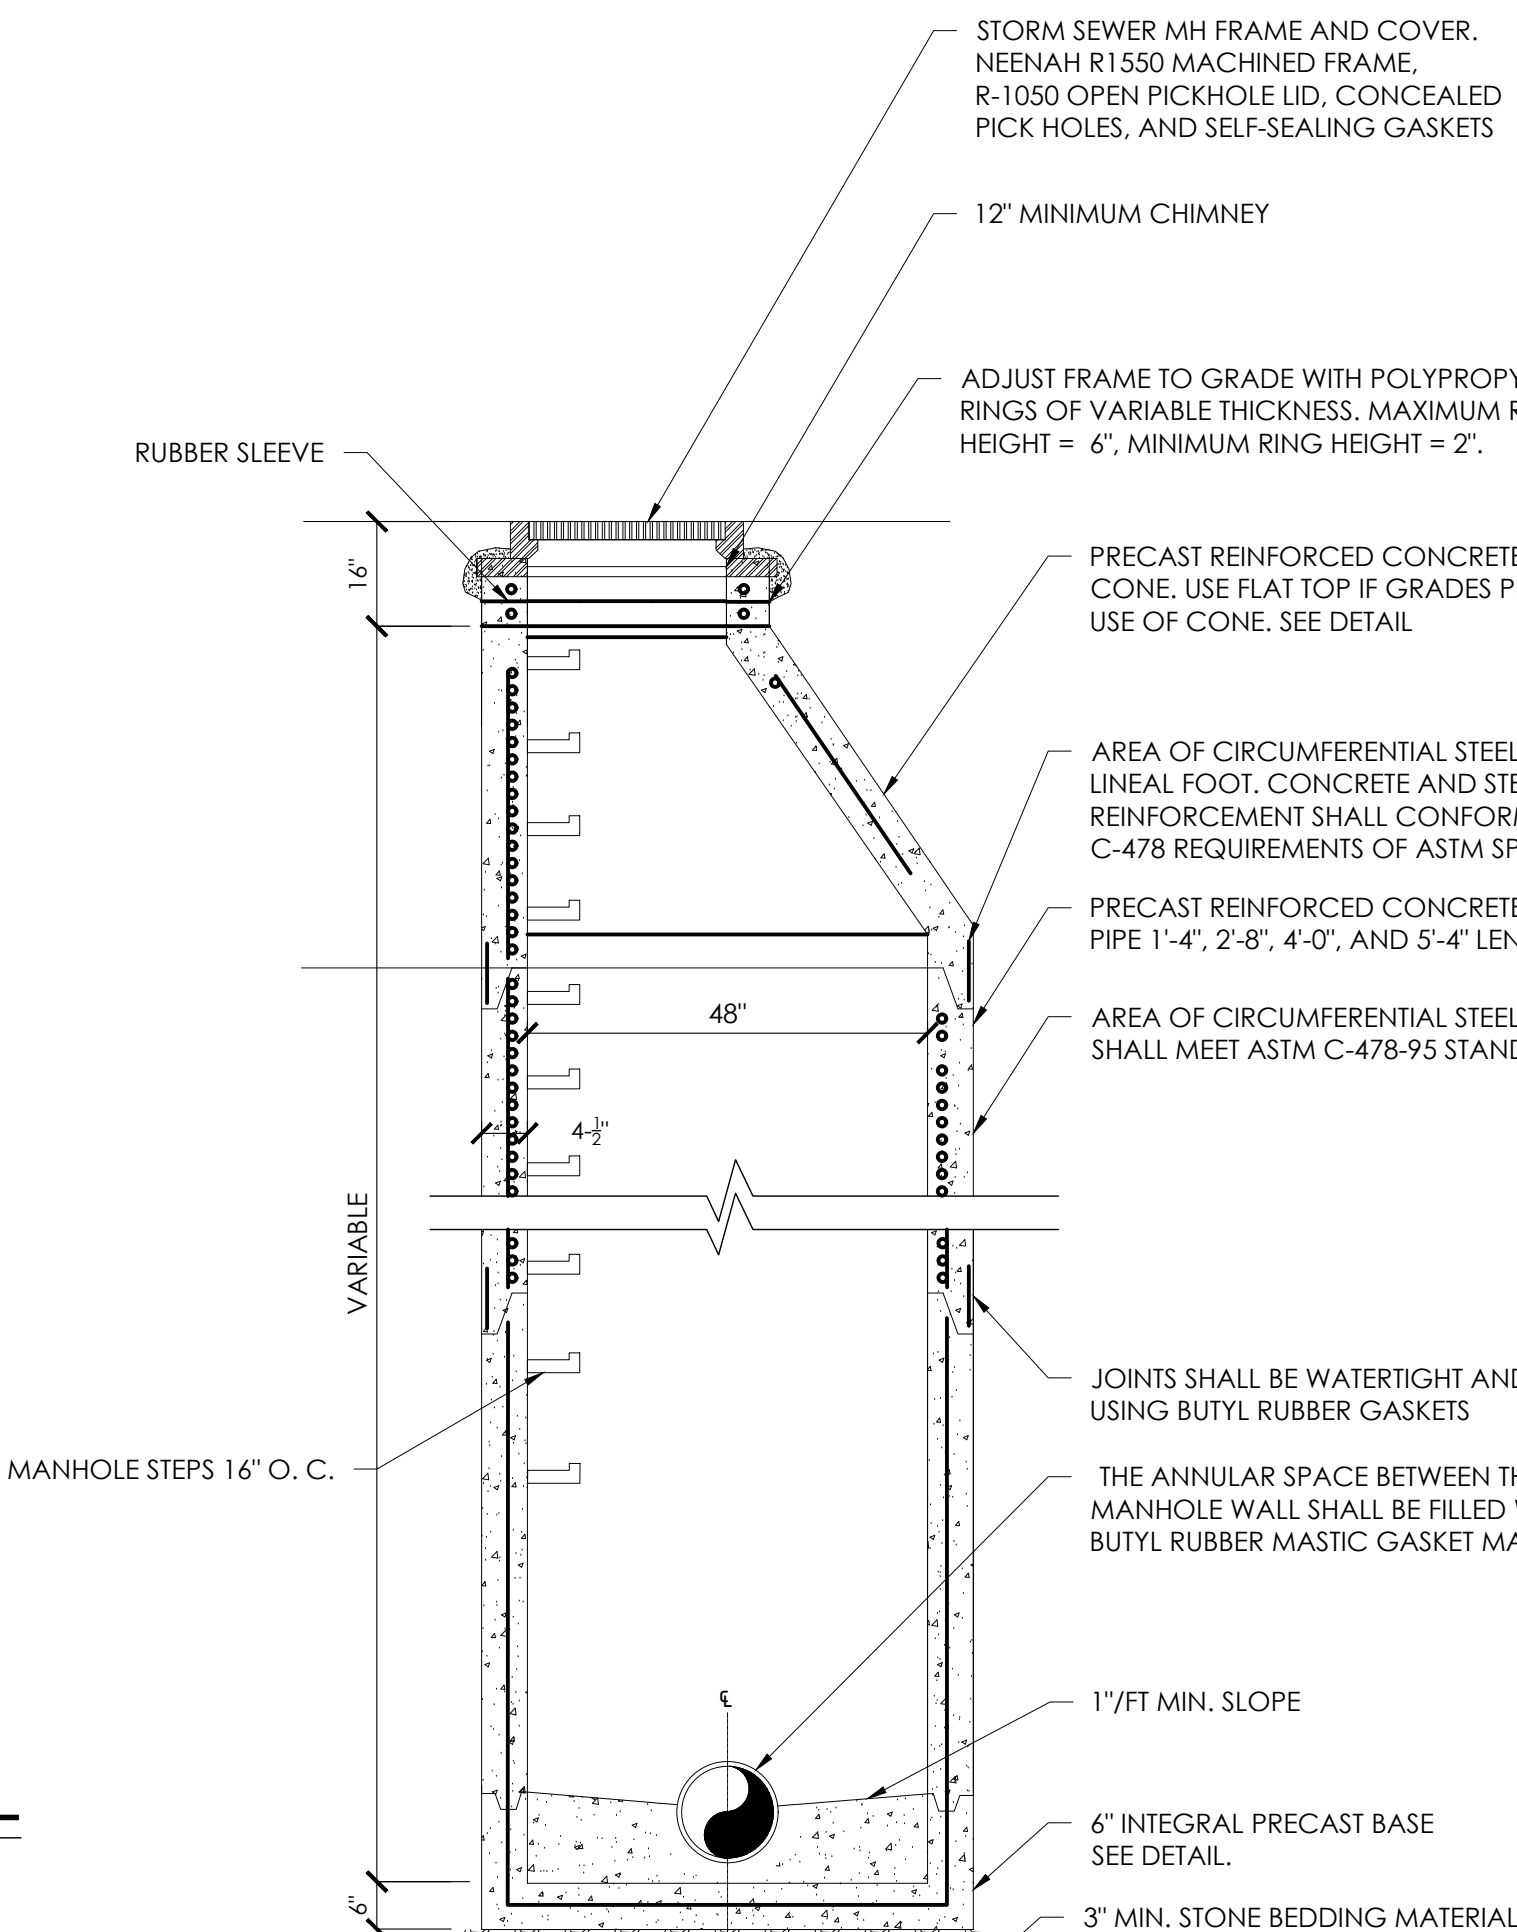 STORM SEWER MH FRAME AND COVER.
NEENAH R1550 MACHINED FRAME,
R-1050 OPEN PICKHOLE LID, CONCEALED
PICK HOLES, AND SELF-SEALING GASKETS
12" MINIMUM CHIMNEY
ADJUST FRAME TO GRADE WITH POLYPROPY
RINGS OF VARIABLE THICKNESS. MAXIMUM R
HEIGHT = 6", MINIMUM RING HEIGHT = 2".
RUBBER SLEEVE
16"
PRECAST REINFORCED CONCRETE
CONE. USE FLAT TOP IF GRADES P
USE OF CONE. SEE DETAIL
AREA OF CIRCUMFERENTIAL STEEL
LINEAL FOOT. CONCRETE AND STE
REINFORCEMENT SHALL CONFORM
C-478 REQUIREMENTS OF ASTM SP
PRECAST REINFORCED CONCRETE
PIPE 1'-4", 2'-8", 4'-0", AND 5'-4" LEN
48"
AREA OF CIRCUMFERENTIAL STEEL
SHALL MEET ASTM C-478-95 STAND
4-½"
VARIABLE
JOINTS SHALL BE WATERTIGHT AND
USING BUTYL RUBBER GASKETS
MANHOLE STEPS 16" O. C.
THE ANNULAR SPACE BETWEEN TH
MANHOLE WALL SHALL BE FILLED W
BUTYL RUBBER MASTIC GASKET MA
1"/FT MIN. SLOPE
℄
6" INTEGRAL PRECAST BASE
SEE DETAIL.
6"
3" MIN. STONE BEDDING MATERIAL